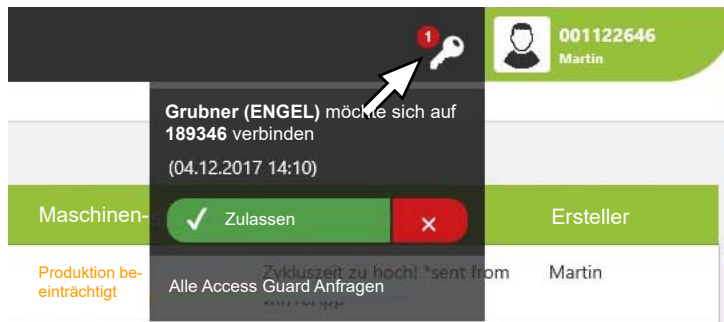 1
001122646
Martin
Grubner (ENGEL) möchte sich auf
189346 verbinden
(04.12.2017 14:10)
Maschinen-
Zulassen
Ersteller
Produktion be-
einträchtigt
Zykluszeit zu hoch! *sent from
Martin
Alle Access Guard Anfragen